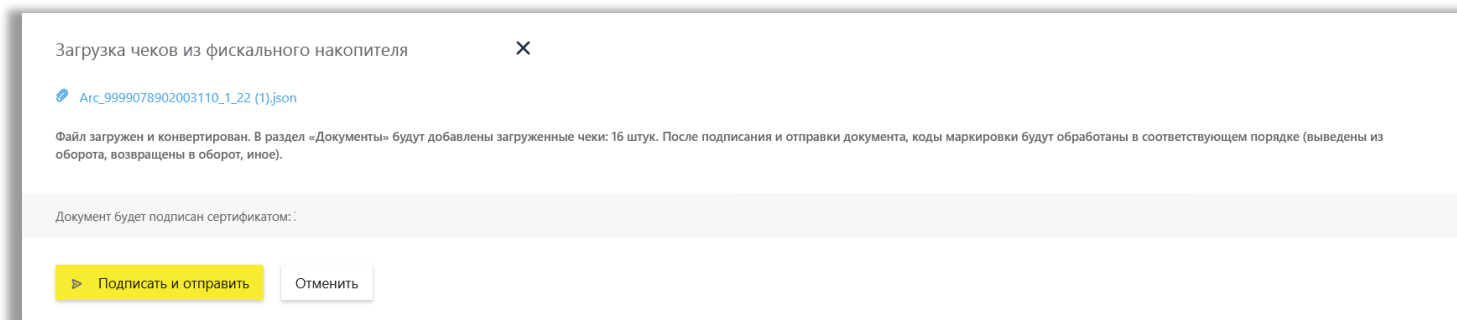 Загрузка чеков из фискального накопителя
Arc_9999078902003110_1_22 (1).json
Файл загружен и конвертирован. В раздел «Документы» будут добавлены загруженные чеки: 16 штук. После подписания и отправки документа, коды маркировки будут обработаны в соответствующем порядке (выведены из
оборота, возвращены в оборот, иное).
Документ будет подписан сертификатом:
Подписать и отправить
Отменить